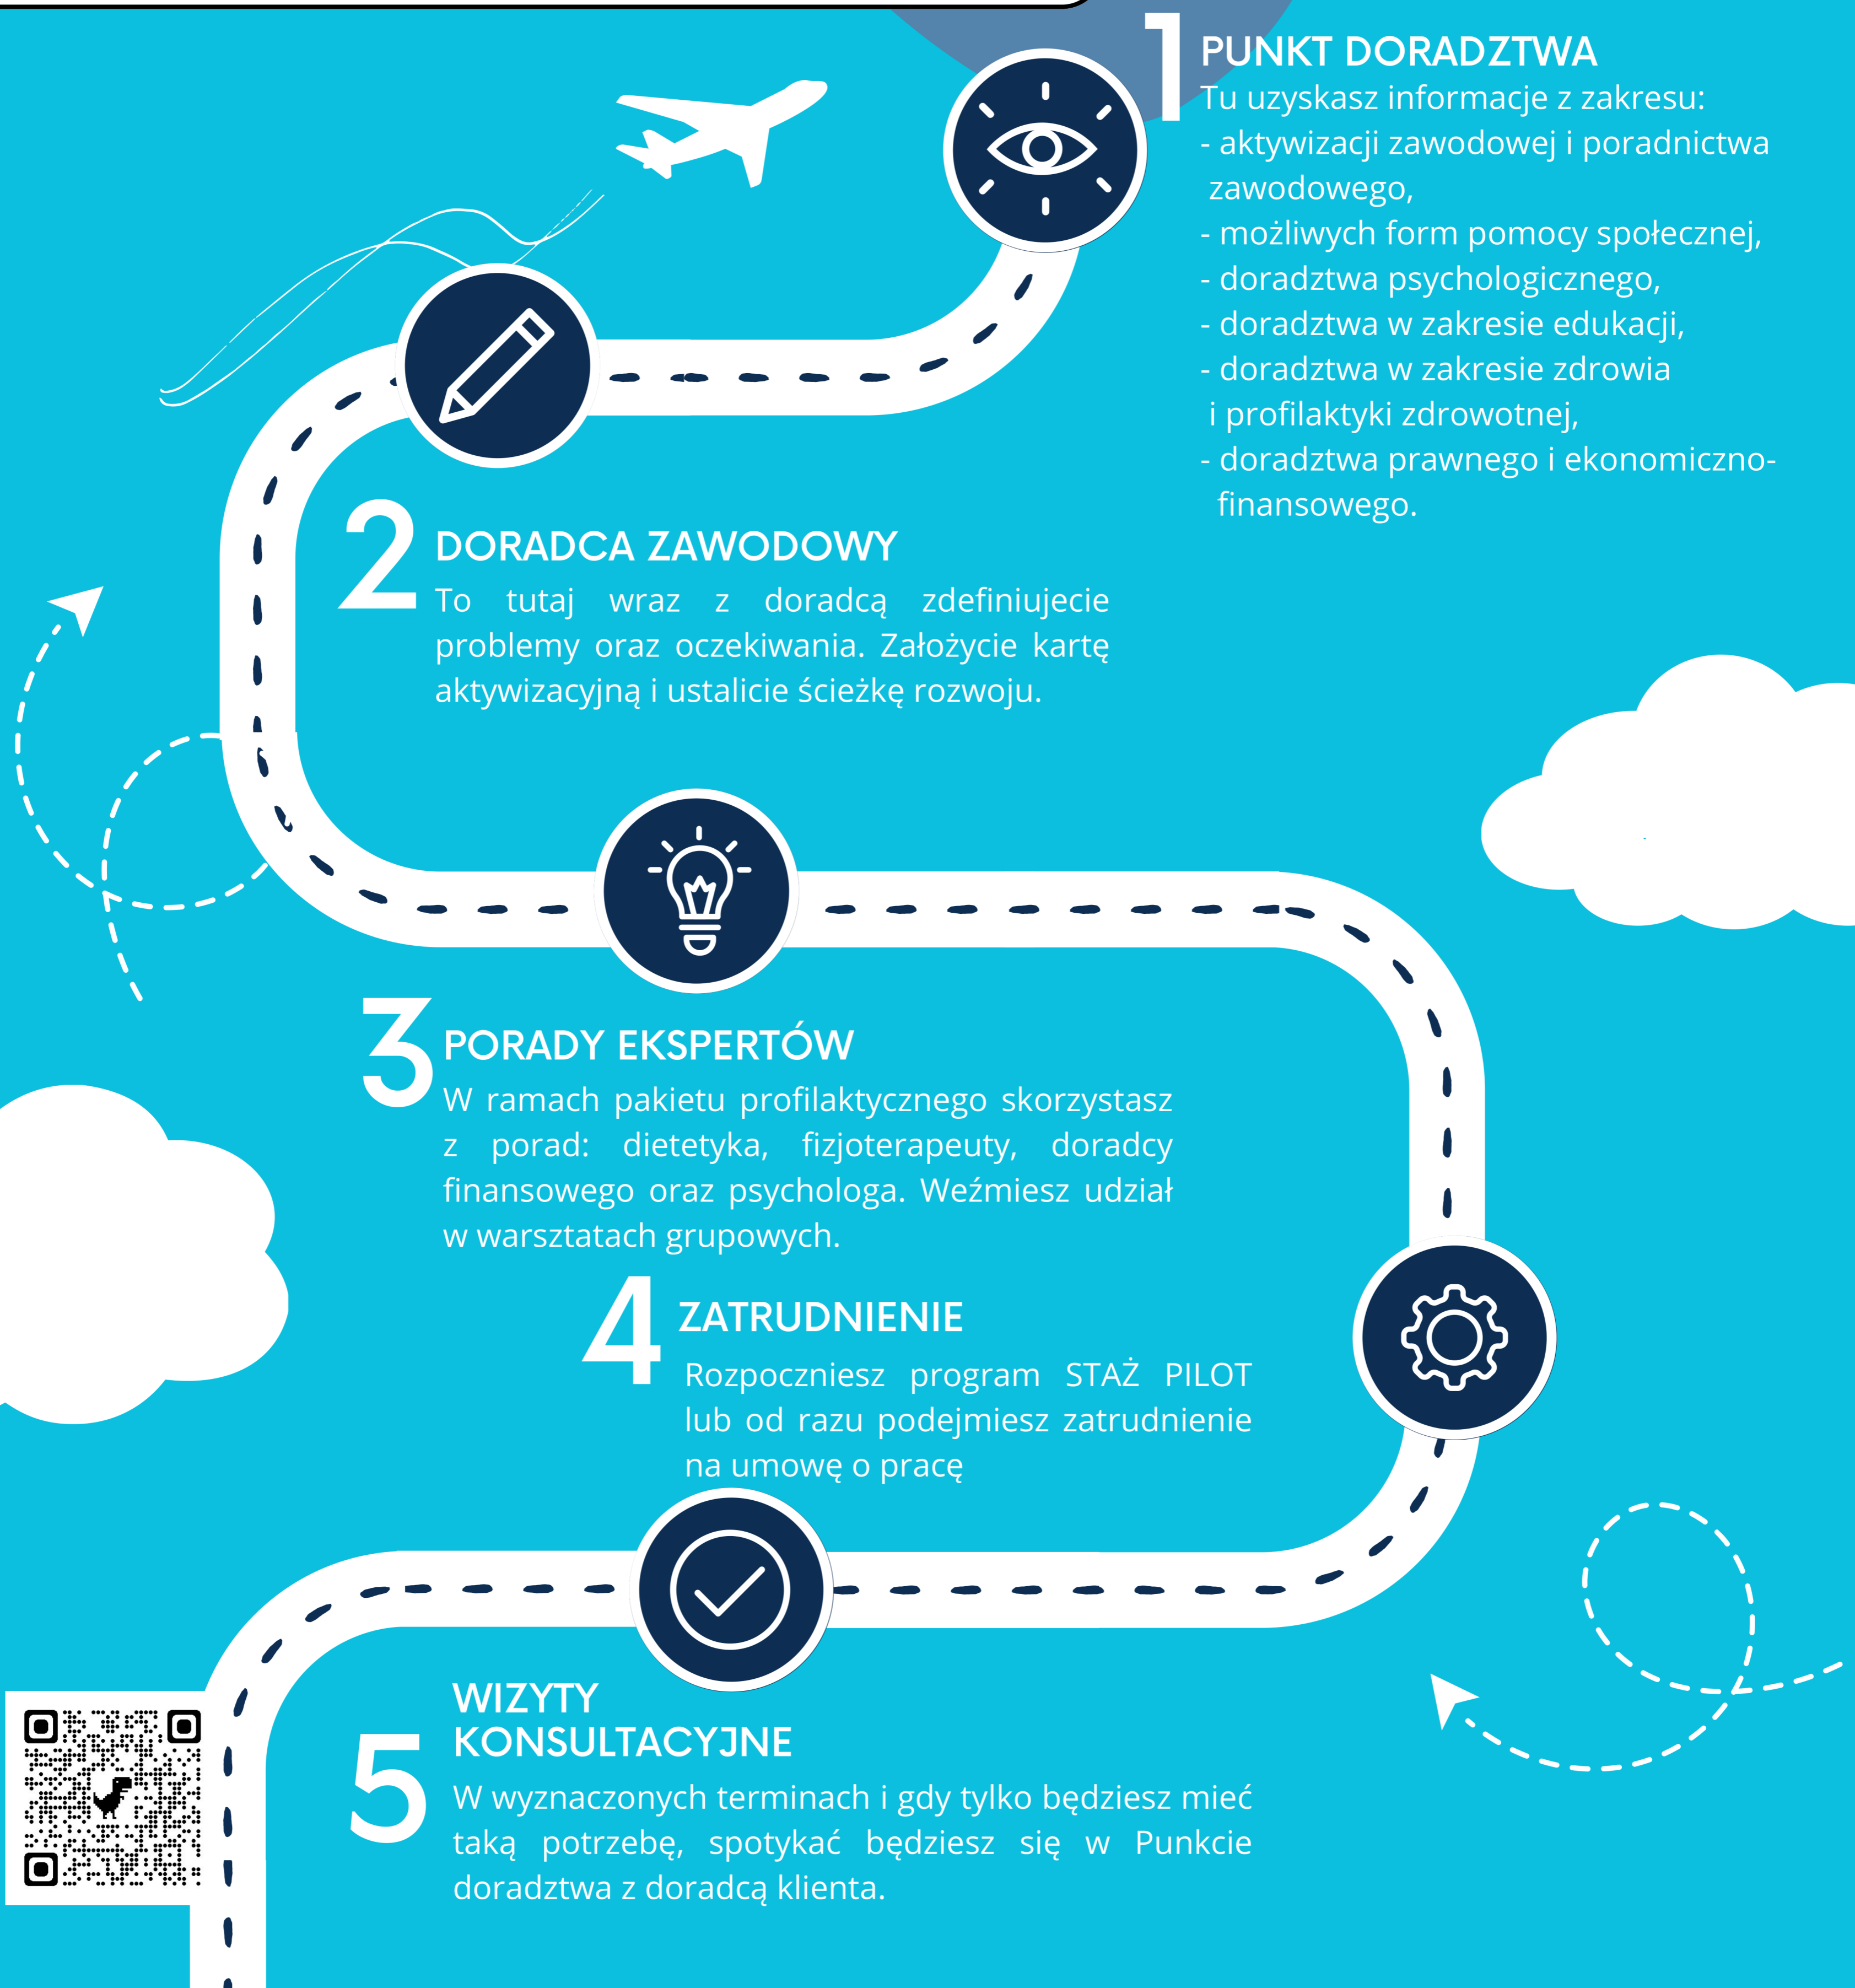 1
PUNKT DORADZTWA
Tu uzyskasz informacje z zakresu:
- aktywizacji zawodowej i poradnictwa
zawodowego,
- możliwych form pomocy społecznej,
- doradztwa psychologicznego,
- doradztwa w zakresie edukacji,
- doradztwa w zakresie zdrowia
i profilaktyki zdrowotnej,
- doradztwa prawnego i ekonomiczno-
finansowego.
2
DORADCA ZAWODOWY
To tutaj wraz z doradcą zdefiniujecie
problemy oraz oczekiwania. Założycie kartę
aktywizacyjną i ustalicie ścieżkę rozwoju.
3
PORADY EKSPERTÓW
W ramach pakietu profilaktycznego skorzystasz
z porad: dietetyka, fizjoterapeuty, doradcy
finansowego oraz psychologa. Weźmiesz udział
w warsztatach grupowych.
4
ZATRUDNIENIE
Rozpoczniesz program STAŻ PILOT
lub od razu podejmiesz zatrudnienie
na umowę o pracę
5
WIZYTY
KONSULTACYJNE
W wyznaczonych terminach i gdy tylko będziesz mieć
taką potrzebę, spotykać będziesz się w Punkcie
doradztwa z doradcą klienta.